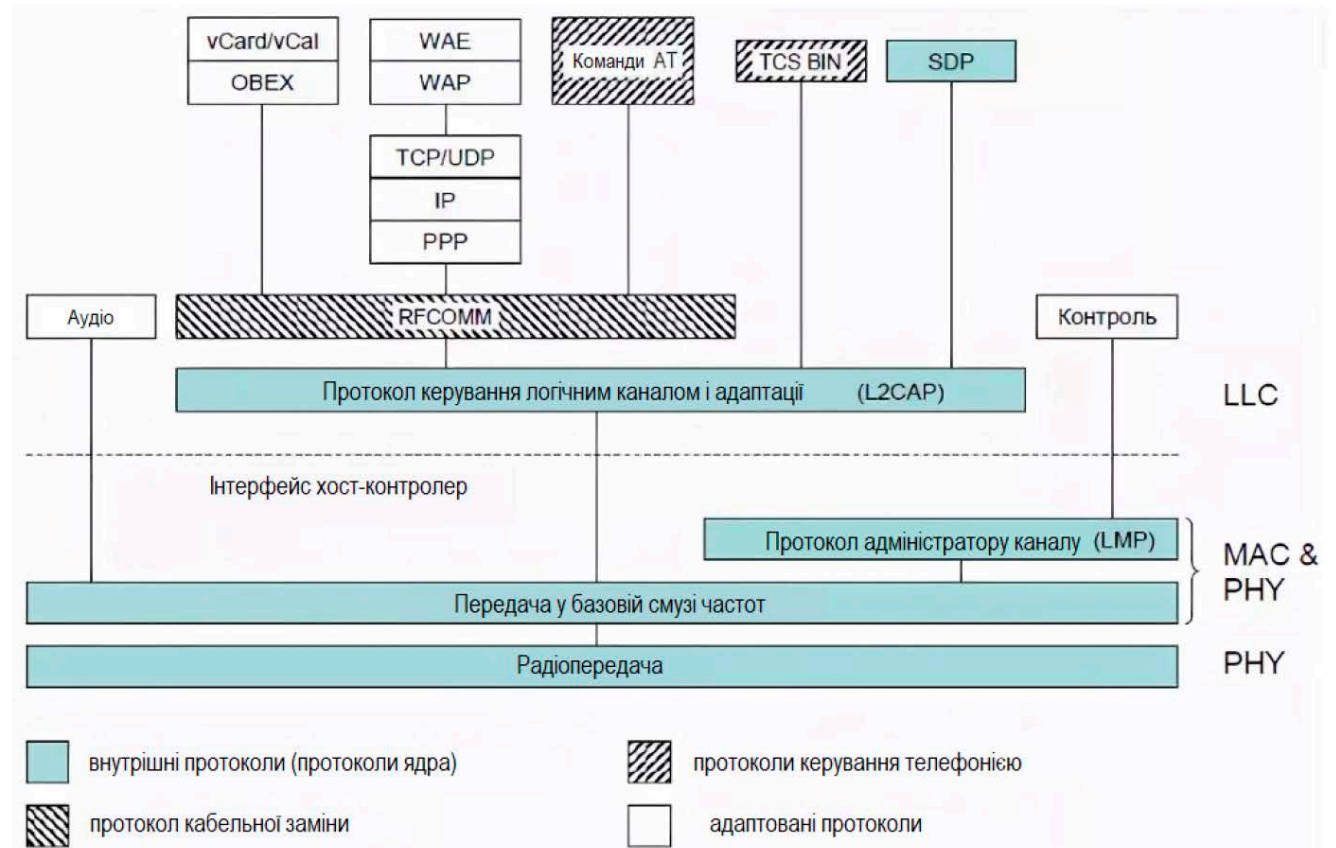 vCard/vCal
OBEX
WAE
WAP
Команди АТ
TCS BIN
SDP
TCP/UDP
IP
PPP
Аудіо
RFCOMM
Контроль
Протокол керування логічним каналом і адаптації (L2CAP)
LLC
Інтерфейс хост-контролер
Протокол адміністратору каналу (LMP)
MAC &
PHY
Передача у базовій смузі частот
Радіопередача
PHY
внутрішні протоколи (протоколи ядра)
протоколи керування телефонією
протокол кабельної заміни
адаптовані протоколи